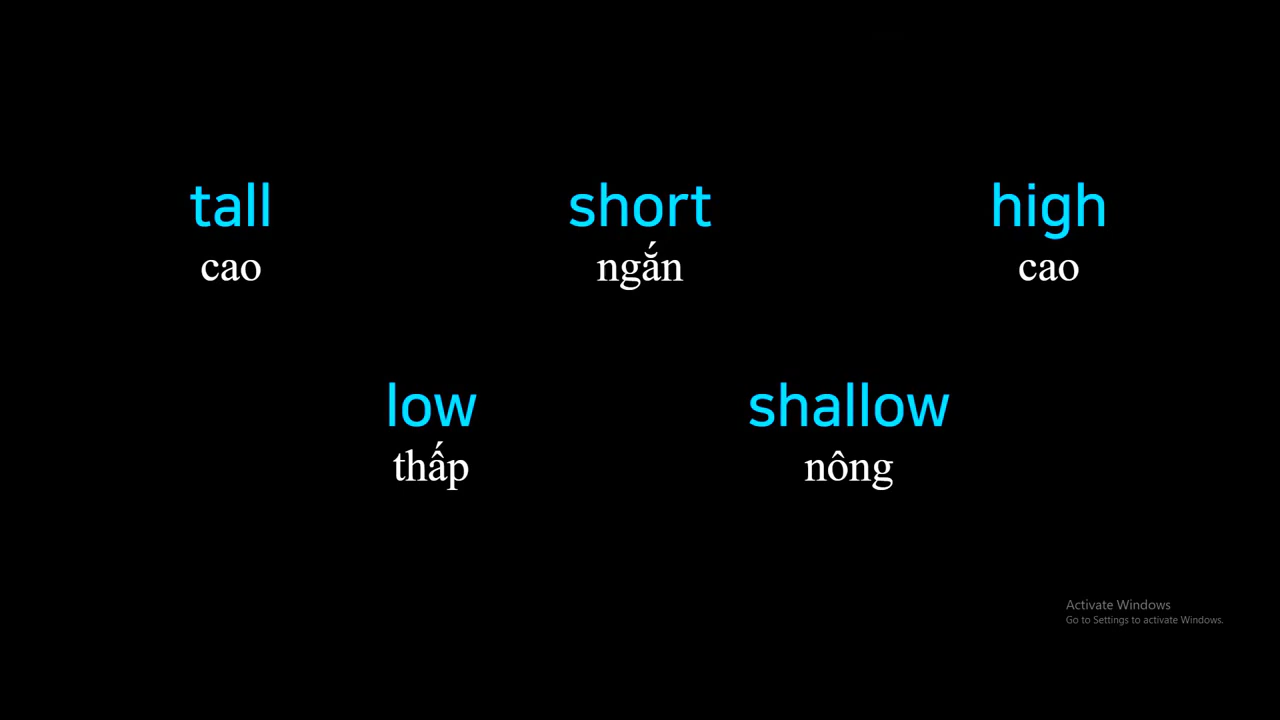 tall short high
cao ngắn cao
low shallow
thấp nông
Activate Windows
Go to Settings to activate Windows.